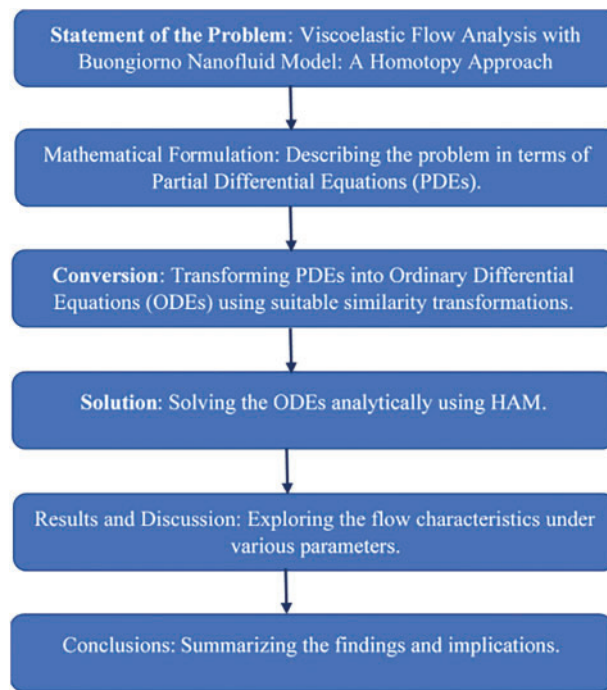 Statement of the Problem: Viscoelastic Flow Analysis with
Buongiorno Nanofluid Model: A Homotopy Approach
Mathematical Formulation: Describing the problem in terms of
Partial Differential Equations (PDEs).
Conversion: Transforming PDEs into Ordinary Differential
Equations (ODEs) using suitable similarity transformations.
Solution: Solving the ODEs analytically using HAM.
Results and Discussion: Exploring the flow characteristics under
various parameters.
Conclusions: Summarizing the findings and implications.